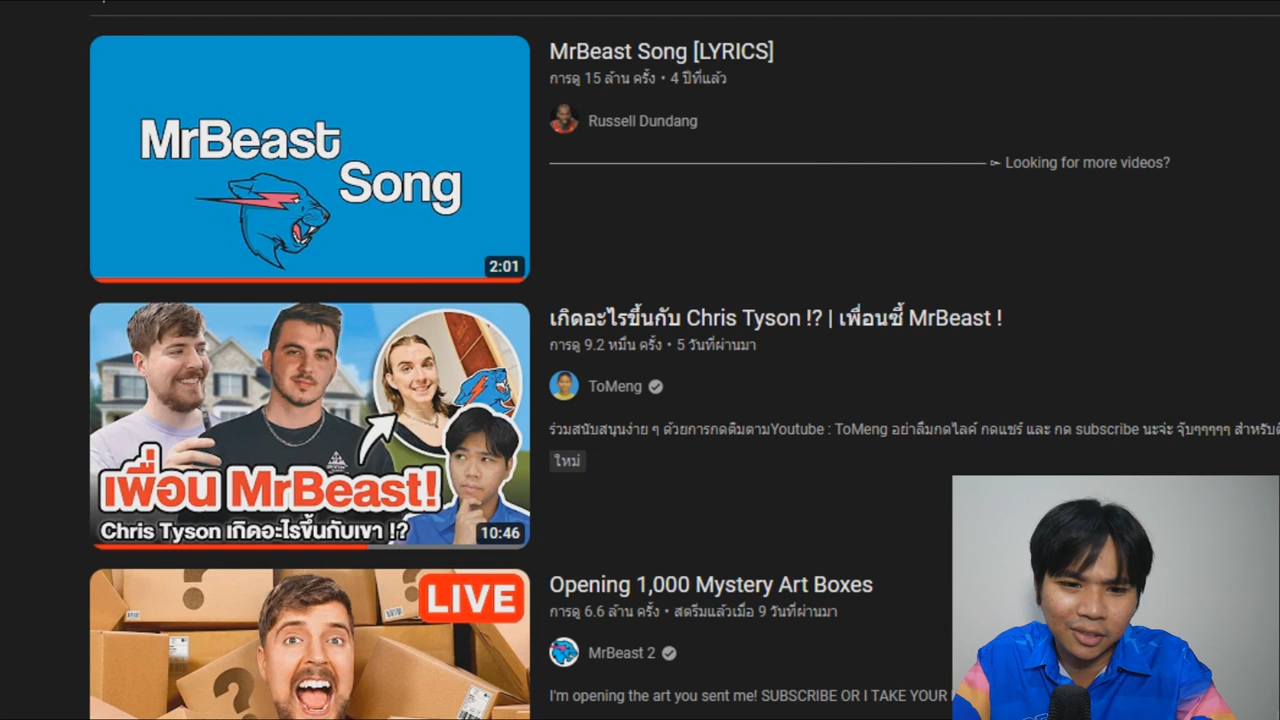 MrBeast
Song
2:01
MrBeast Song [LYRICS]
การดู 15 ล้าน ครั้ง • 4 ปีที่แล้ว
Russell Dundang
Looking for more videos?
เพื่อน MrBeast!
Chris Tyson เกิดอะไรขึ้นกับเขา !?
10:46
เกิดอะไรขึ้นกับ Chris Tyson !? | เพื่อนซี้ MrBeast !
การดู 9.2 หมื่น ครั้ง • 5 วันที่ผ่านมา
ToMeng
ร่วมสนับสนุนง่าย ๆ ด้วยการกดติมตามYoutube : ToMeng อย่าลืมกดไลค์ กดแชร์ และ กด subscribe นะจ่ะ จุ๊บๆๆๆๆๆ
ใหม่
LIVE
Opening 1,000 Mystery Art Boxes
การดู 6.6 ล้าน ครั้ง • สตรีมแล้วเมื่อ 9 วันที่ผ่านมา
MrBeast 2
I'm opening the art you sent me! SUBSCRIBE OR I TAKE YOUR